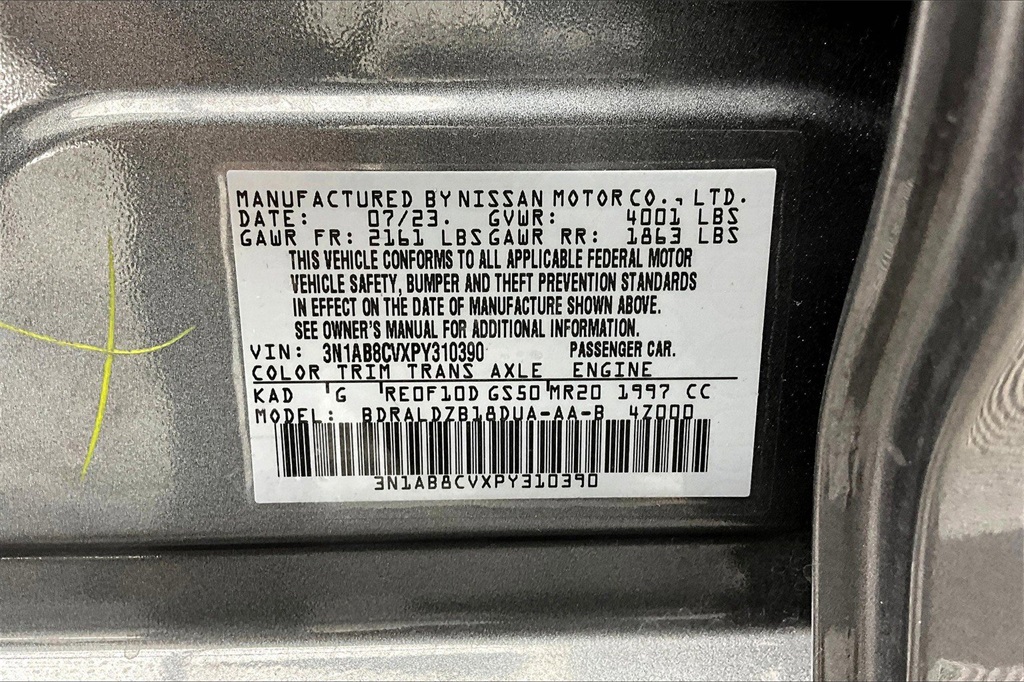 MANUFACTURED BY NISSAN MOTOR CO., LTD.
DATE: 07/23. GVWR: 4001 LBS
GAWR FR: 2161 LBS GAWR RR: 1863 LBS
THIS VEHICLE CONFORMS TO ALL APPLICABLE FEDERAL MOTOR
VEHICLE SAFETY, BUMPER AND THEFT PREVENTION STANDARDS
IN EFFECT ON THE DATE OF MANUFACTURE SHOWN ABOVE.
SEE OWNER'S MANUAL FOR ADDITIONAL INFORMATION.
VIN: 3N1AB8CVXPY310390 PASSENGER CAR.
COLOR TRIM TRANS AXLE ENGINE
KAD G RE0F10D GS50 MR20 1997 CC
MODEL: BDRALDZB18DUA-AA-B 4Z000
3N1AB8CVXPY310390